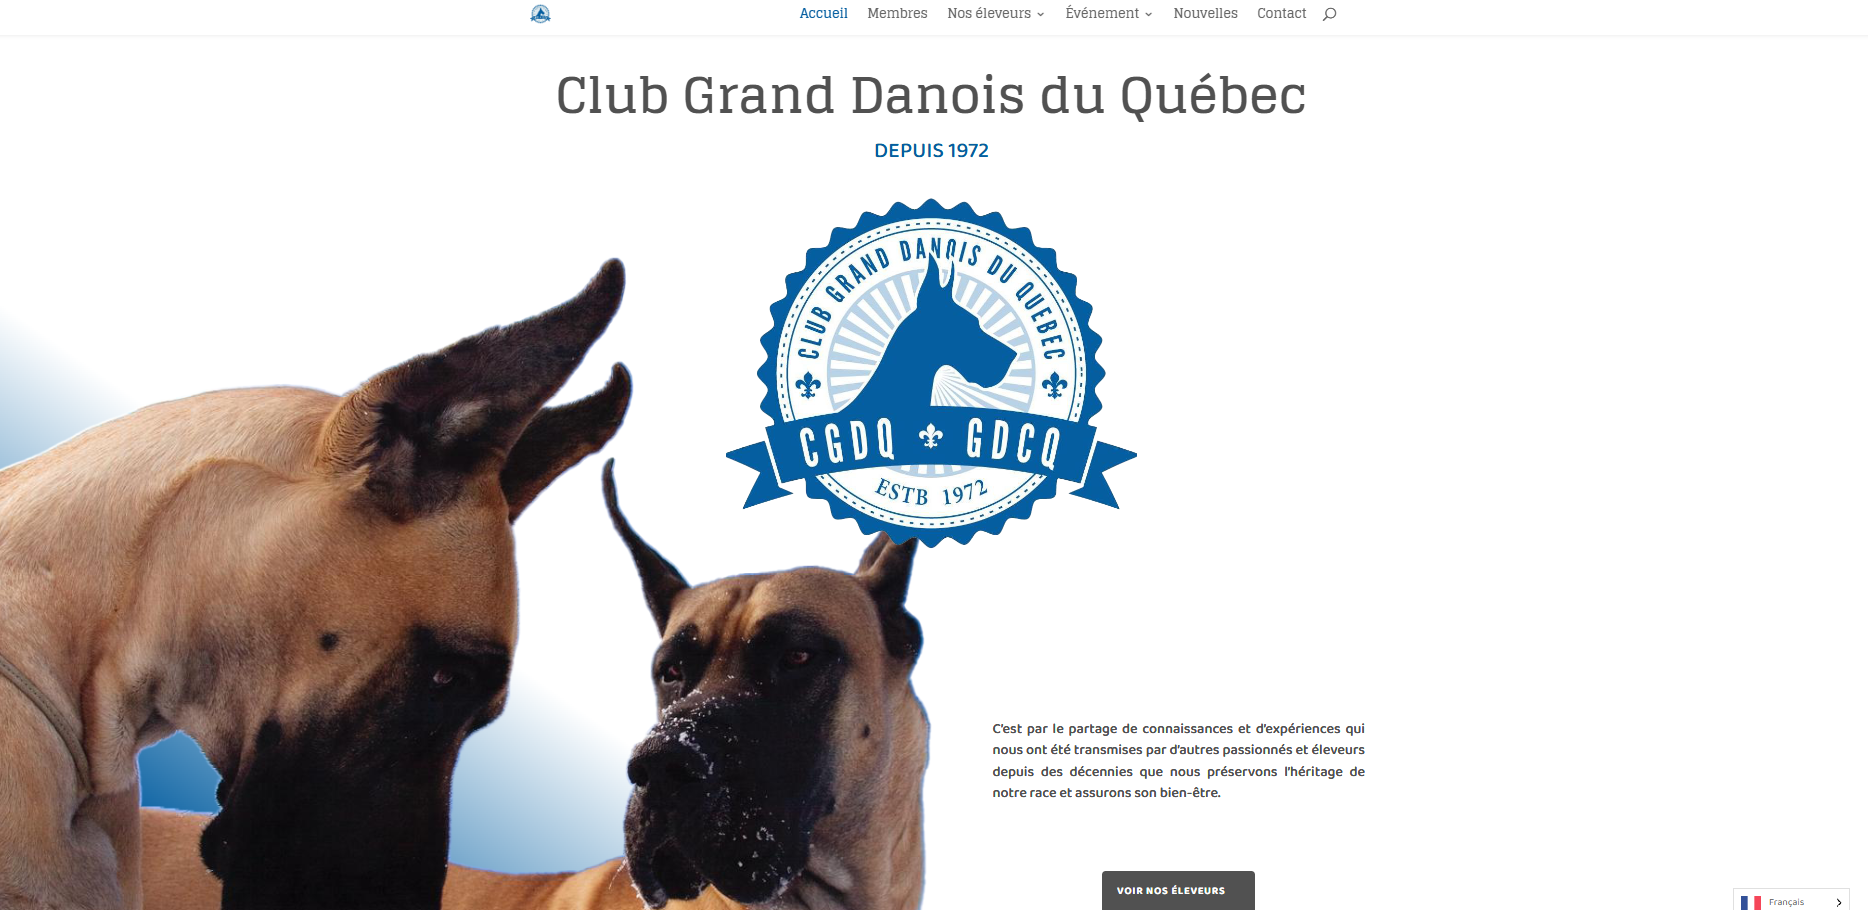 Accueil Membres Nos éleveurs Événement Nouvelles Contact
Club Grand Danois du Québec
DEPUIS 1972
CLUB GRAND DANOIS DU QUEBEC
CGDQ GDCQ
ESTB 1972
C'est par le partage de connaissances et d'expériences qui
nous ont été transmises par d'autres passionnés et éleveurs
depuis des décennies que nous préservons l'héritage de
notre race et assurons son bien-être.
VOIR NOS ÉLEVEURS
Français